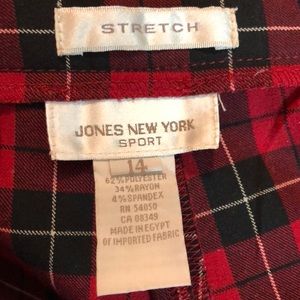 STRETCH
JONES NEW YORK
SPORT
14
62% POLYESTER
34% RAYON
4% SPANDEX
RN 54050
CA 08349
MADE IN EGYPT
OF IMPORTED FABRIC